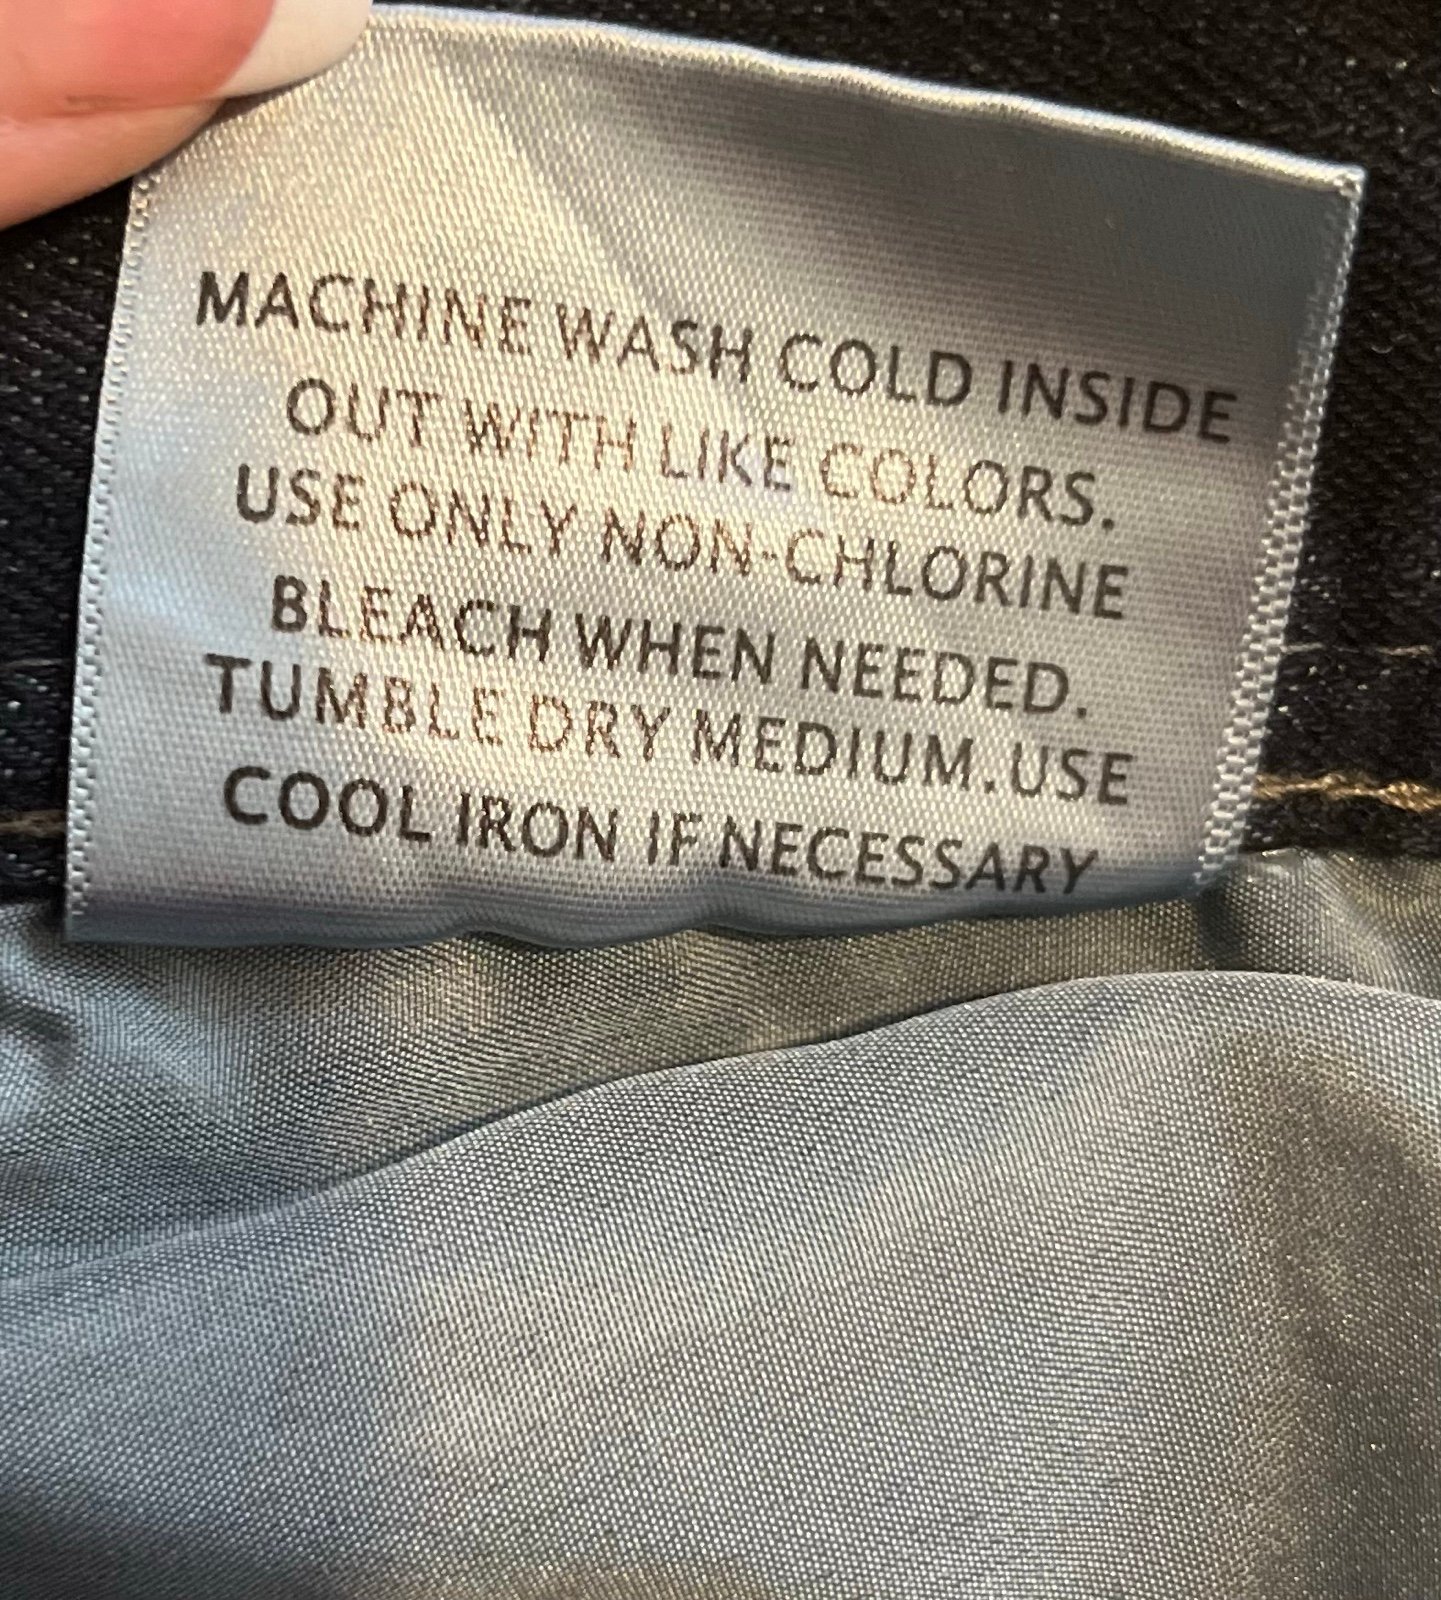 MACHINE WASH COLD INSIDE
OUT WITH LIKE COLORS.
USE ONLY NON-CHLORINE
BLEACH WHEN NEEDED.
TUMBLE DRY MEDIUM. USE
COOL IRON IF NECESSARY